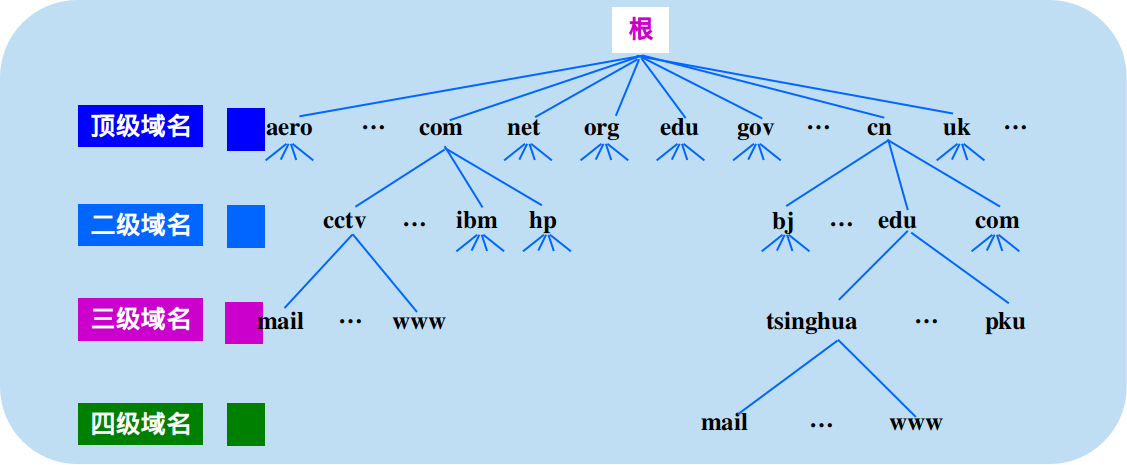 根
顶级域名 aero … com net org edu gov … cn uk …
二级域名 cctv … ibm hp bj … edu com
三级域名 mail … www tsinghua … pku
四级域名 mail … www